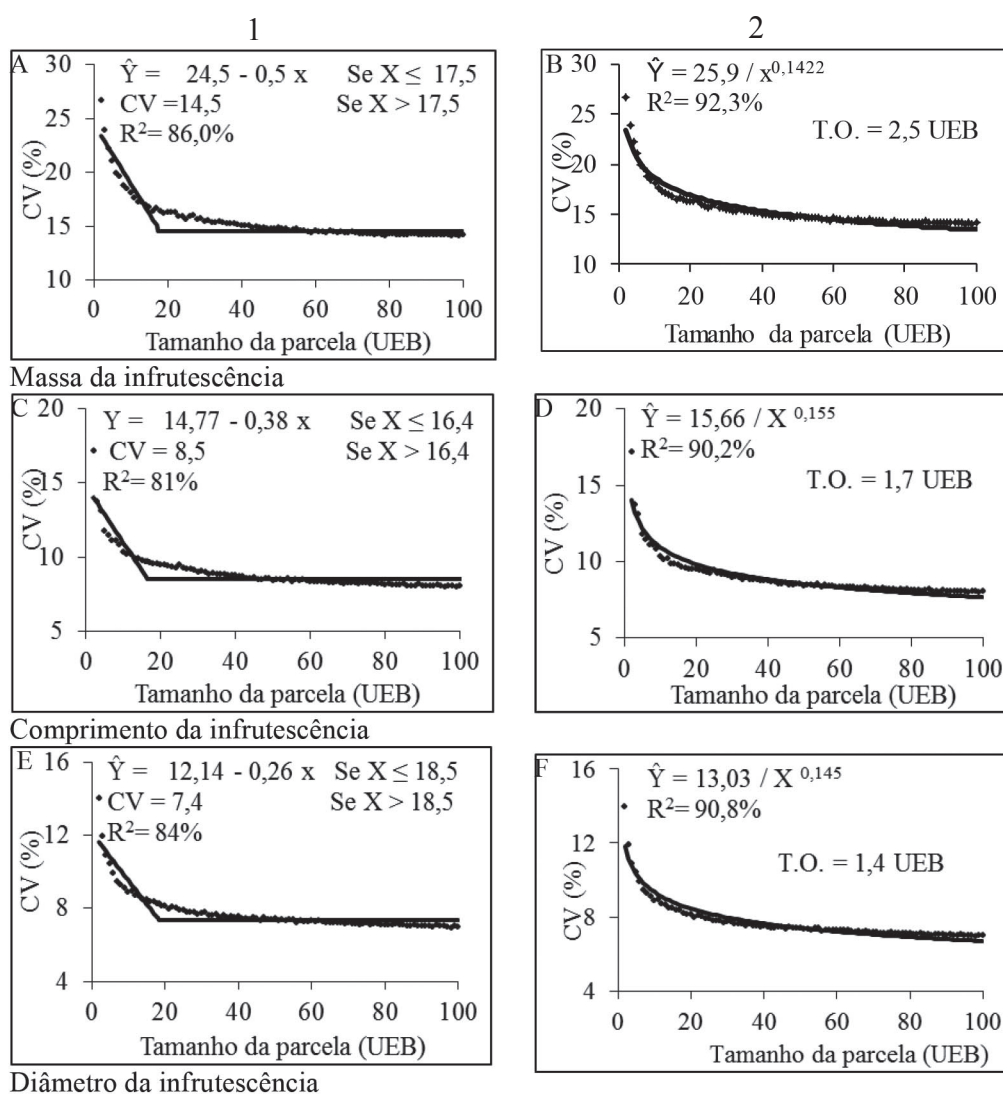 1
2
A
Ŷ = 24,5 - 0,5 x Se X ≤ 17,5
CV =14,5 Se X > 17,5
R²= 86,0%
30
25
20
15
10
CV (%)
0 20 40 60 80 100
Tamanho da parcela (UEB)
Massa da infrutescência
B
Ŷ = 25,9 / x^0,1422
R²= 92,3%
T.O. = 2,5 UEB
30
25
20
15
10
CV (%)
0 20 40 60 80 100
Tamanho da parcela (UEB)
C
Y = 14,77 - 0,38 x Se X ≤ 16,4
CV = 8,5 Se X > 16,4
R²= 81%
20
15
10
5
CV (%)
0 20 40 60 80 100
Tamanho da parcela (UEB)
Comprimento da infrutescência
D
Ŷ = 15,66 / X^0,155
R²= 90,2%
T.O. = 1,7 UEB
20
15
10
5
CV (%)
0 20 40 60 80 100
Tamanho da parcela (UEB)
E
Ŷ = 12,14 - 0,26 x Se X ≤ 18,5
CV = 7,4 Se X > 18,5
R²= 84%
16
12
8
4
CV (%)
0 20 40 60 80 100
Tamanho da parcela (UEB)
Diâmetro da infrutescência
F
Ŷ = 13,03 / X^0,145
R²= 90,8%
T.O. = 1,4 UEB
16
12
8
4
CV (%)
0 20 40 60 80 100
Tamanho da parcela (UEB)